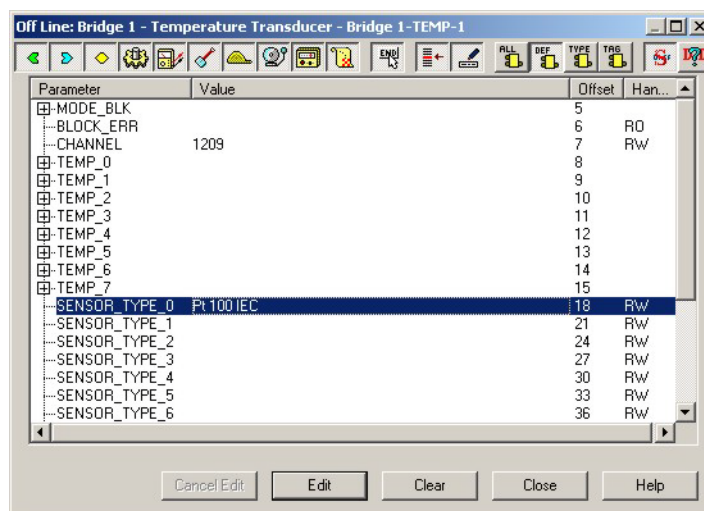 Off Line: Bridge 1 - Temperature Transducer - Bridge 1-TEMP-1
END ALL DEF TYPE TAG
Parameter Value Offset Han...
MODE_BLK 5
BLOCK_ERR 6 RO
CHANNEL 1209 7 RW
TEMP_0 8
TEMP_1 9
TEMP_2 10
TEMP_3 11
TEMP_4 12
TEMP_5 13
TEMP_6 14
TEMP_7 15
SENSOR_TYPE_0 Pt 100 IEC 18 RW
SENSOR_TYPE_1 21 RW
SENSOR_TYPE_2 24 RW
SENSOR_TYPE_3 27 RW
SENSOR_TYPE_4 30 RW
SENSOR_TYPE_5 33 RW
SENSOR_TYPE_6 36 RW
Cancel Edit Edit Clear Close Help